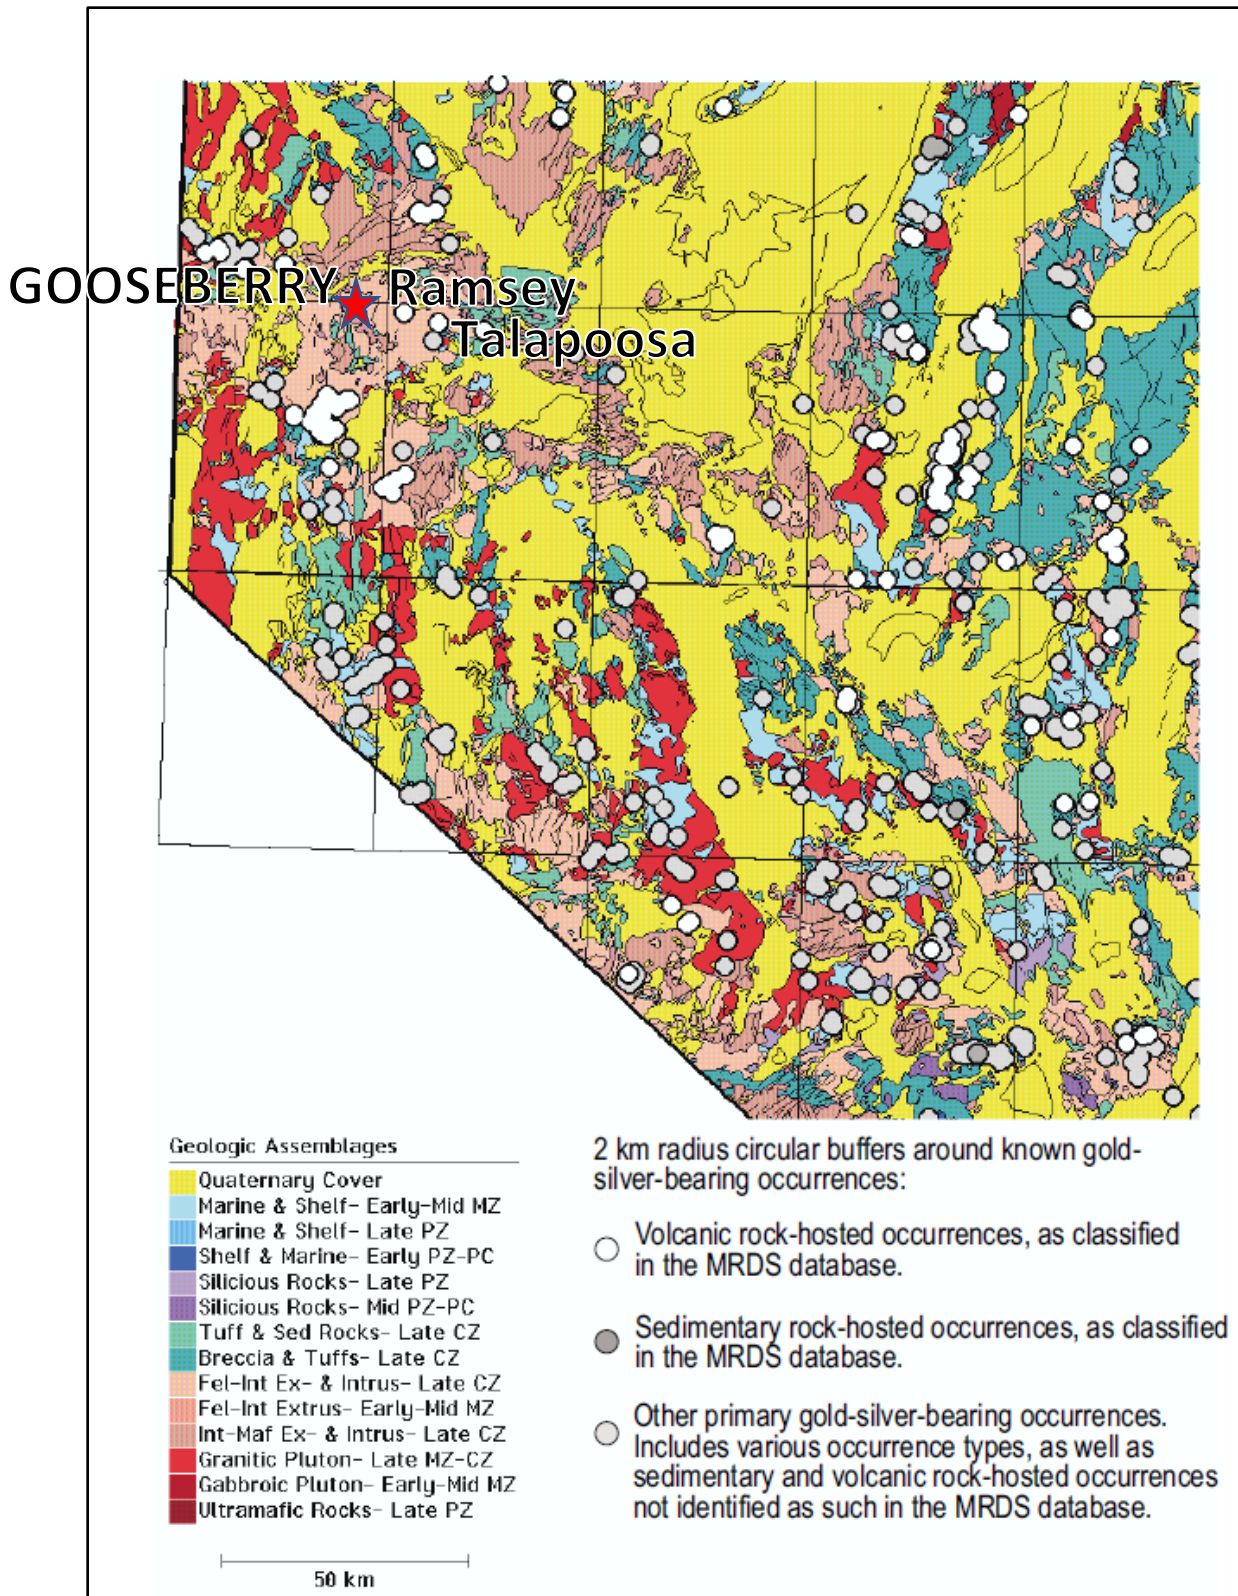 GOOSEBERRY Ramsey
Talapoosa
Geologic Assemblages
Quaternary Cover
Marine & Shelf- Early-Mid MZ
Marine & Shelf- Late PZ
Shelf & Marine- Early PZ-PC
Silicious Rocks- Late PZ
Silicious Rocks- Mid PZ-PC
Tuff & Sed Rocks- Late CZ
Breccia & Tuffs- Late CZ
Fel-Int Ex- & Intrus- Late CZ
Fel-Int Extrus- Early-Mid MZ
Int-Maf Ex- & Intrus- Late CZ
Granitic Pluton- Late MZ-CZ
Gabbroic Pluton- Early-Mid MZ
Ultramafic Rocks- Late PZ
50 km
2 km radius circular buffers around known gold-
silver-bearing occurrences:
Volcanic rock-hosted occurrences, as classified
in the MRDS database.
Sedimentary rock-hosted occurrences, as classified
in the MRDS database.
Other primary gold-silver-bearing occurrences.
Includes various occurrence types, as well as
sedimentary and volcanic rock-hosted occurrences
not identified as such in the MRDS database.